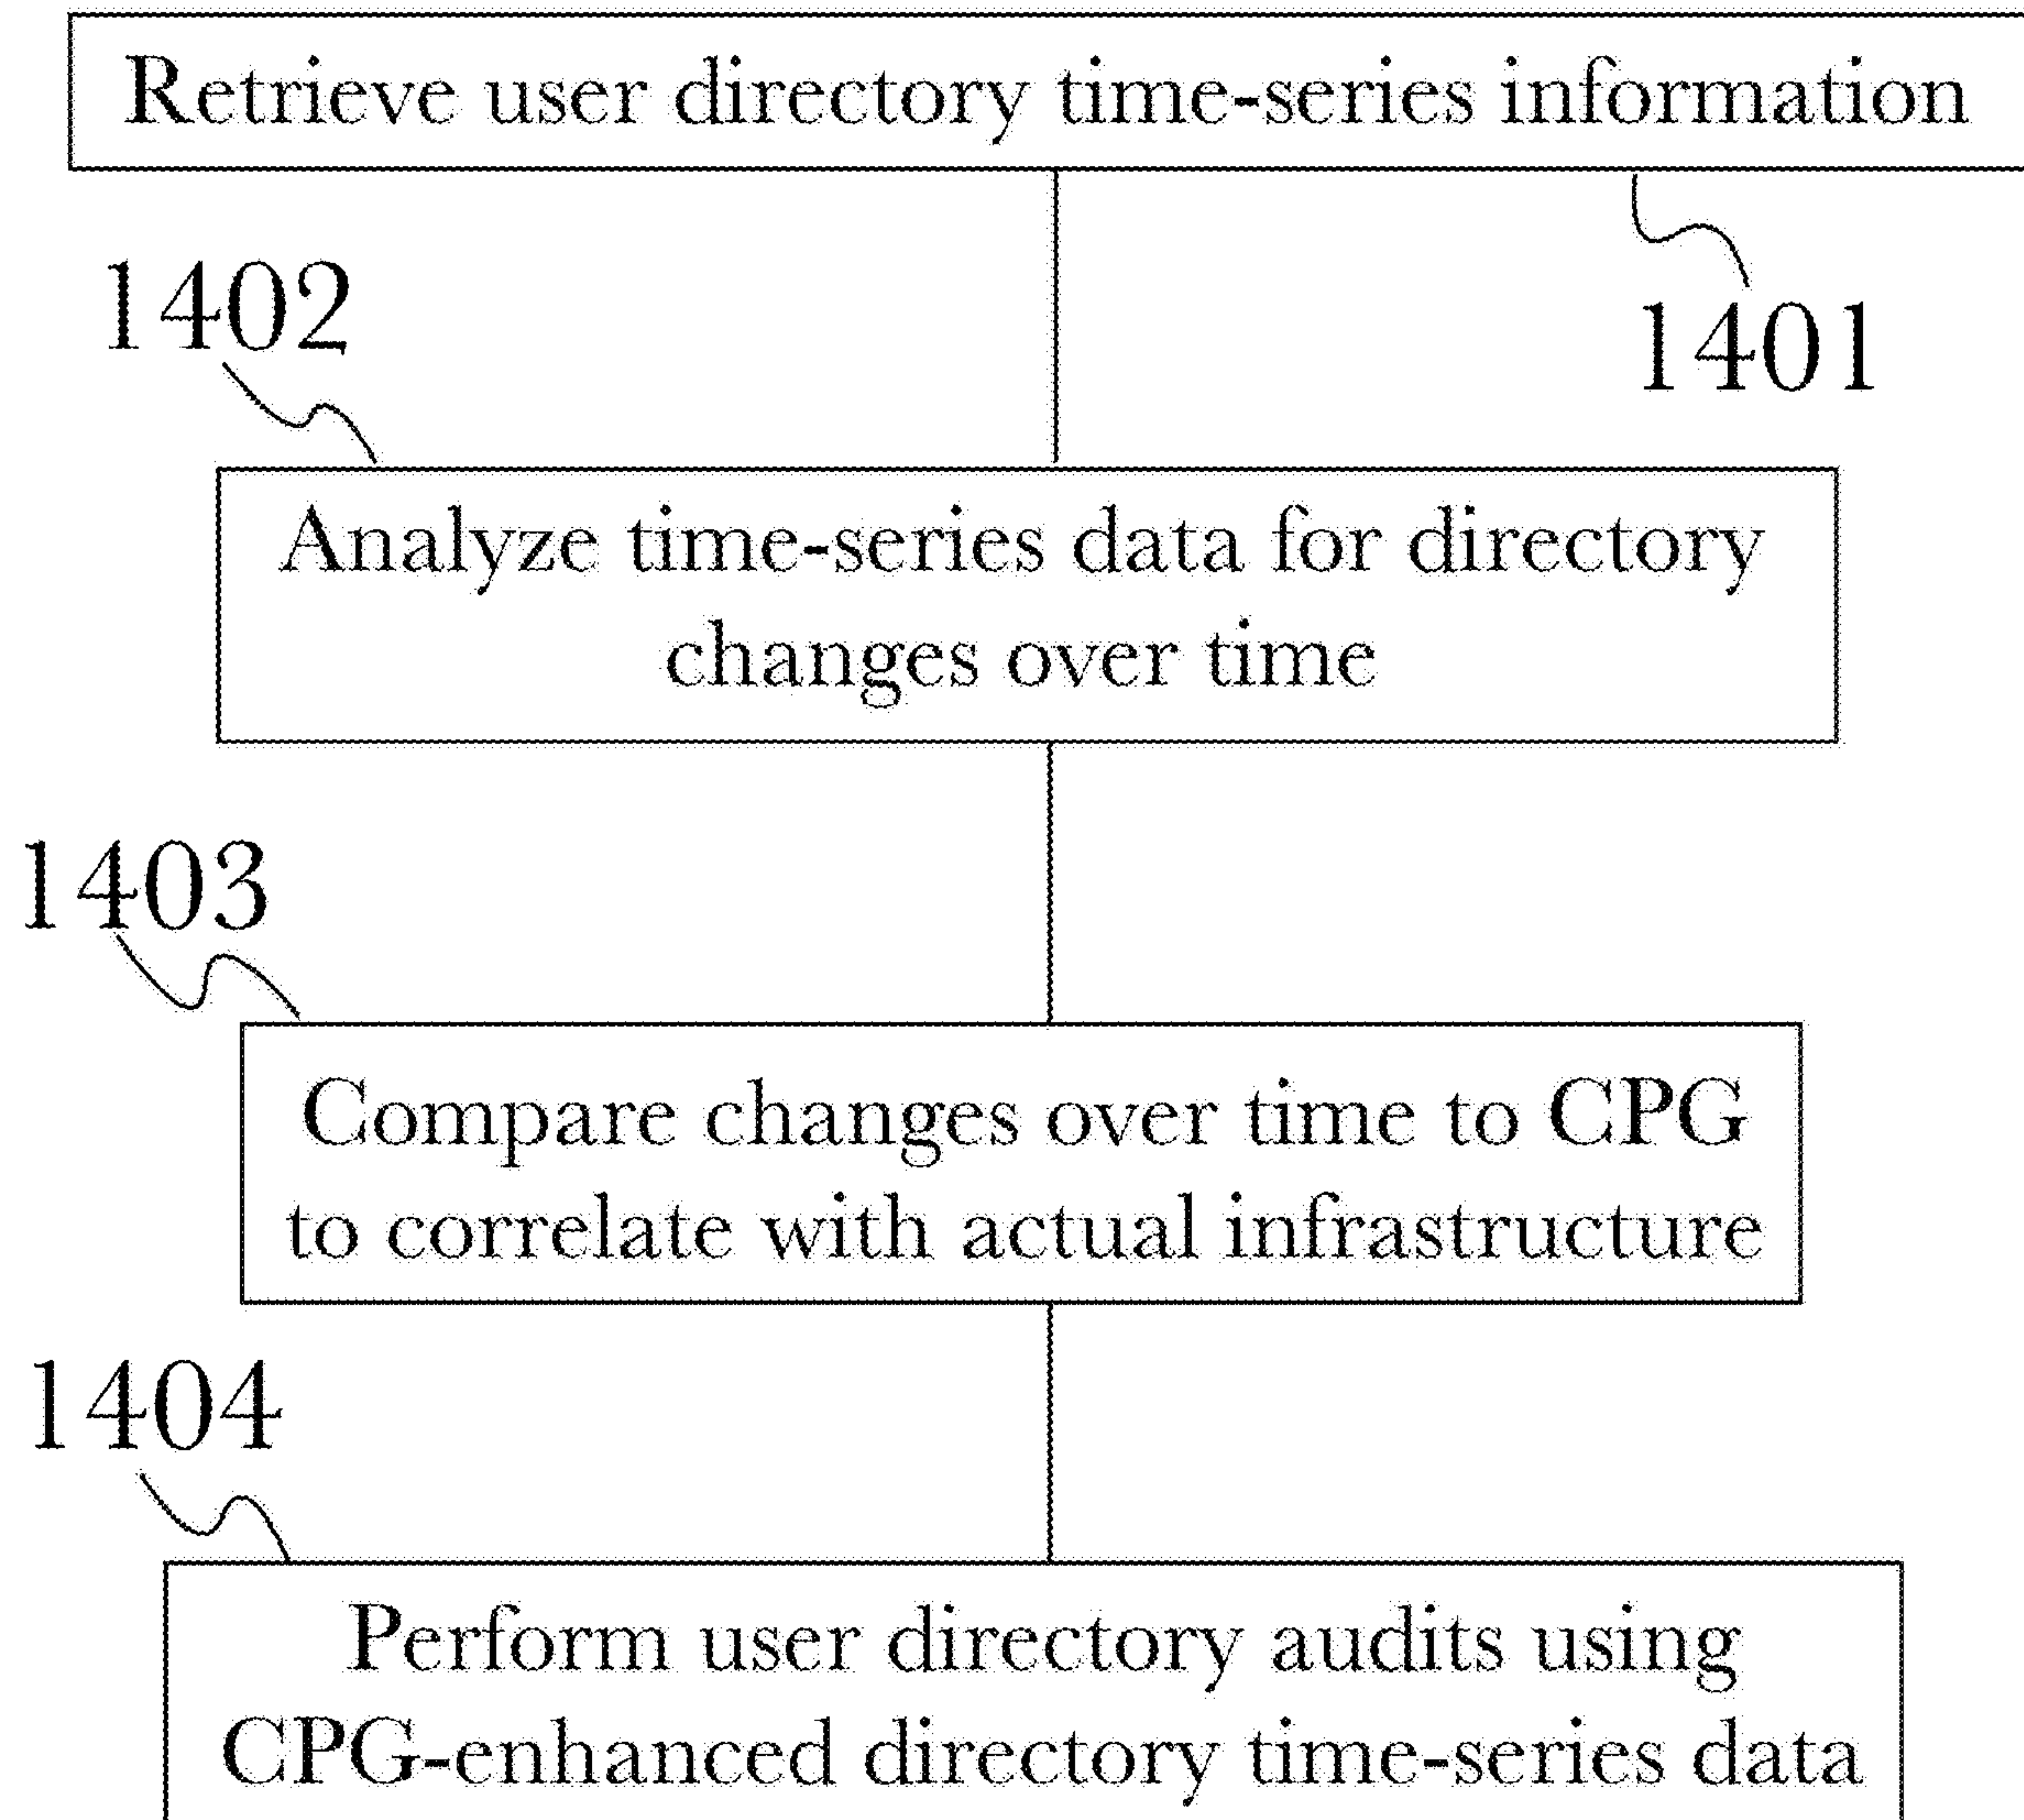 Retrieve user directory time-series information
1401
1402
Analyze time-series data for directory
changes over time
1403
Compare changes over time to CPG
to correlate with actual infrastructure
1404
Perform user directory audits using
CPG-enhanced directory time-series data